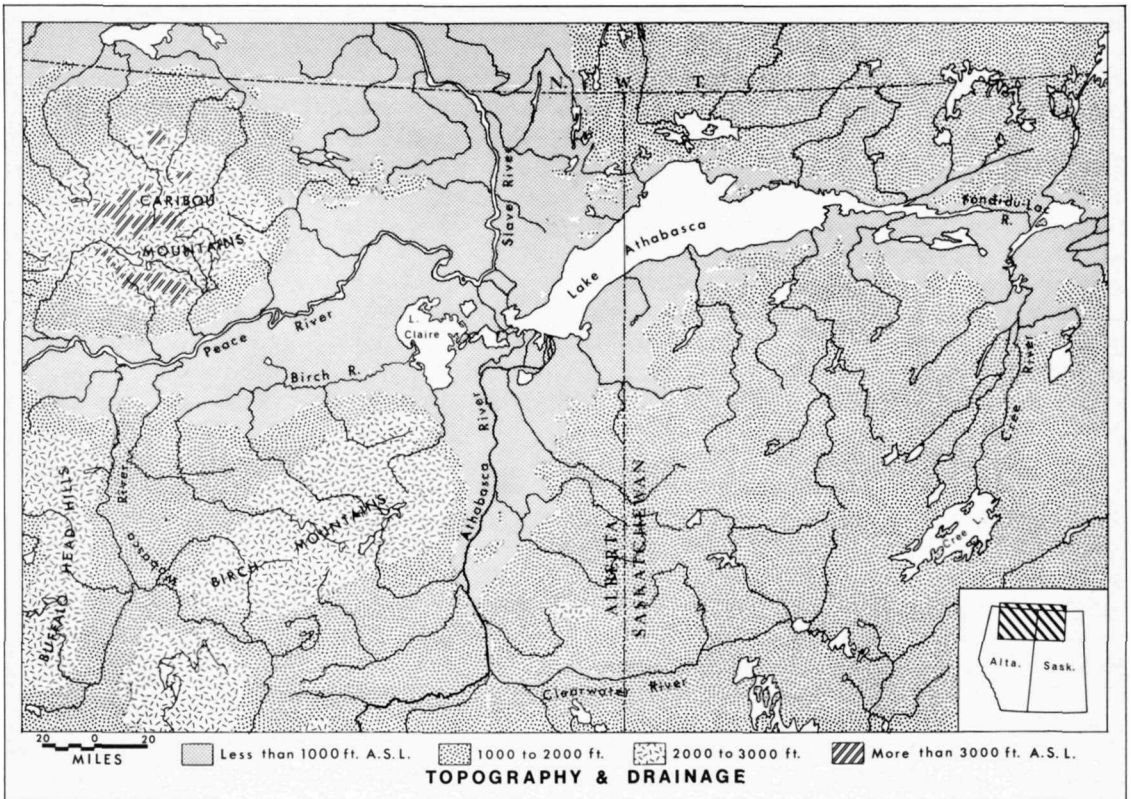 N. W. T.
CARIBOU
MOUNTAINS
Slave River
Lake Athabasca
Fond-du-Lac
R.
Peace River
L.
Claire
Birch R.
Athabasca River
Cree River
BUFFALO HEAD HILLS
Wabasca River
BIRCH MOUNTAINS
ALBERTA
SASKATCHEWAN
Cree L.
Clearwater River
Alta. Sask.
20 0 20
MILES
Less than 1000 ft. A.S.L. 1000 to 2000 ft. 2000 to 3000 ft. More than 3000 ft. A.S.L.
TOPOGRAPHY & DRAINAGE